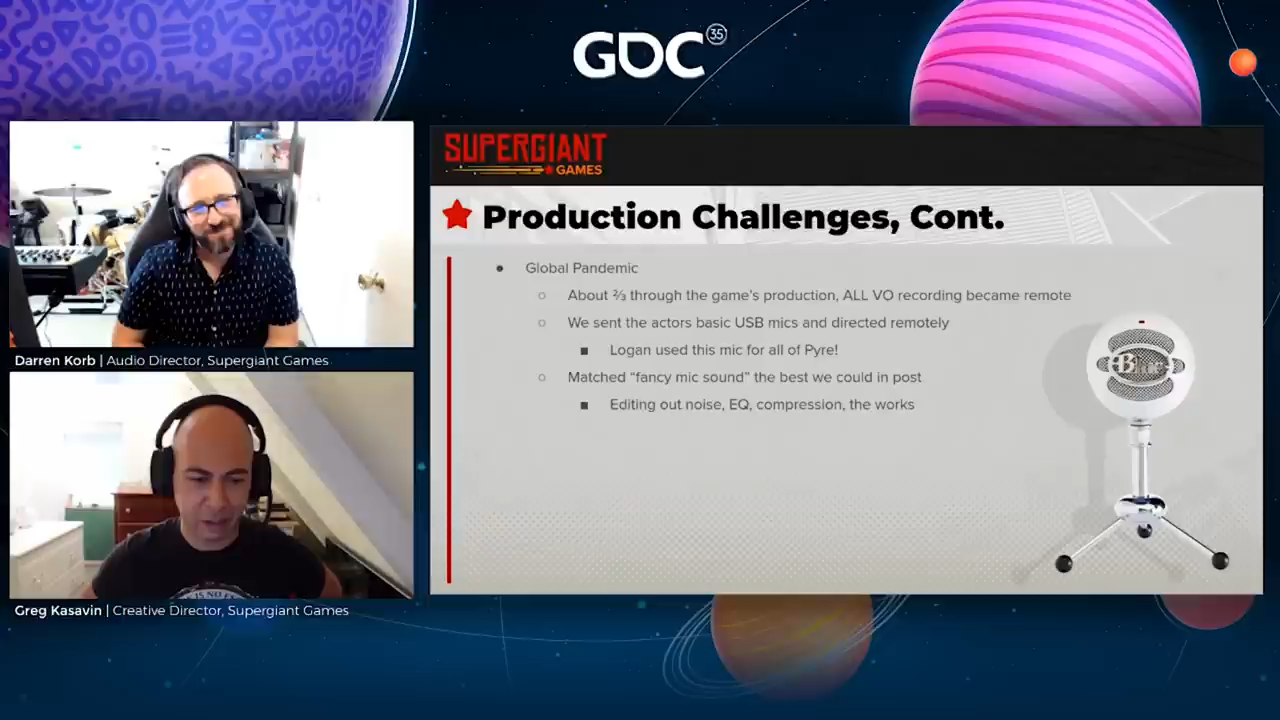 GDC 35
SUPERGIANT
GAMES
Production Challenges, Cont.
Global Pandemic
About ⅔ through the game's production, ALL VO recording became remote
We sent the actors basic USB mics and directed remotely
Logan used this mic for all of Pyre!
Matched "fancy mic sound" the best we could in post
Editing out noise, EQ, compression, the works
Blue
Darren Korb | Audio Director, Supergiant Games
IS NO
Greg Kasavin | Creative Director, Supergiant Games